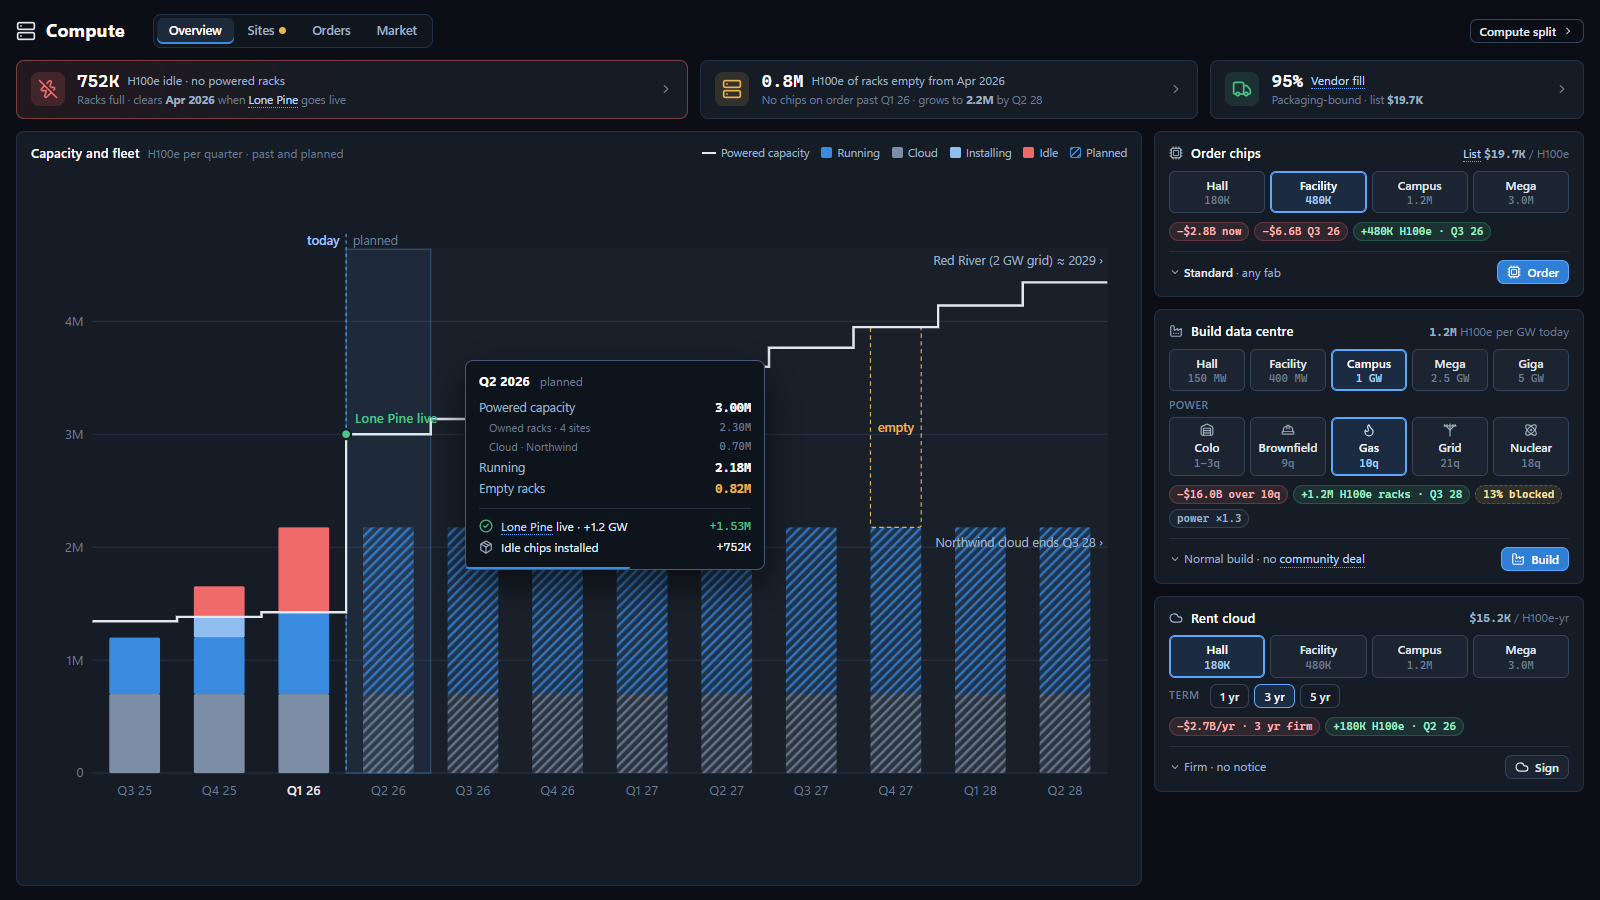 Compute
Overview Sites Orders Market
Compute split
752K H100e idle · no powered racks
Racks full · clears Apr 2026 when Lone Pine goes live
0.8M H100e of racks empty from Apr 2026
No chips on order past Q1 26 · grows to 2.2M by Q2 28
95% Vendor fill
Packaging-bound · list $19.7K
Capacity and fleet H100e per quarter · past and planned
Powered capacity Running Cloud Installing Idle Planned
today planned
Red River (2 GW grid) ≈ 2029 ›
4M
3M
2M
1M
0
Lone Pine live
empty
Northwind cloud ends Q3 28 ›
Q2 2026 planned
Powered capacity 3.00M
Owned racks · 4 sites 2.30M
Cloud · Northwind 0.70M
Running 2.18M
Empty racks 0.82M
Lone Pine live · +1.2 GW +1.53M
Idle chips installed +752K
Q3 25 Q4 25 Q1 26 Q2 26 Q3 26 Q4 26 Q1 27 Q2 27 Q3 27 Q4 27 Q1 28 Q2 28
Order chips List $19.7K / H100e
Hall Facility Campus Mega
180K 480K 1.2M 3.0M
−$2.8B now −$6.6B Q3 26 +480K H100e · Q3 26
Standard · any fab Order
Build data centre 1.2M H100e per GW today
Hall Facility Campus Mega Giga
150 MW 400 MW 1 GW 2.5 GW 5 GW
POWER
Colo Brownfield Gas Grid Nuclear
1–3q 9q 10q 21q 18q
−$16.0B over 10q +1.2M H100e racks · Q3 28 13% blocked
power ×1.3
Normal build · no community deal Build
Rent cloud $15.2K / H100e-yr
Hall Facility Campus Mega
180K 480K 1.2M 3.0M
TERM 1 yr 3 yr 5 yr
−$2.7B/yr · 3 yr firm +180K H100e · Q2 26
Firm · no notice Sign